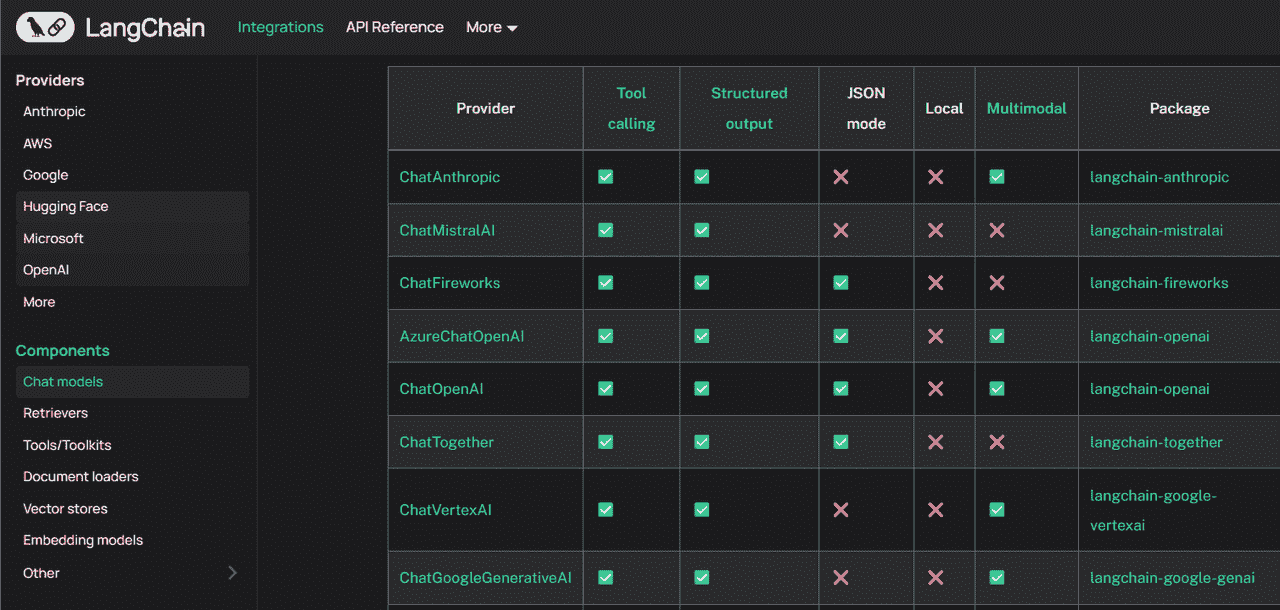 LangChain Integrations API Reference More
Providers
Anthropic
AWS
Google
Hugging Face
Microsoft
OpenAI
More
Components
Chat models
Retrievers
Tools/Toolkits
Document loaders
Vector stores
Embedding models
Other
Provider Tool calling Structured output JSON mode Local Multimodal Package
ChatAnthropic ✅ ✅ ❌ ❌ ✅ langchain-anthropic
ChatMistralAI ✅ ✅ ❌ ❌ ❌ langchain-mistralai
ChatFireworks ✅ ✅ ✅ ❌ ❌ langchain-fireworks
AzureChatOpenAI ✅ ✅ ✅ ❌ ✅ langchain-openai
ChatOpenAI ✅ ✅ ✅ ❌ ✅ langchain-openai
ChatTogether ✅ ✅ ✅ ❌ ❌ langchain-together
ChatVertexAI ✅ ✅ ❌ ❌ ✅ langchain-google-vertexai
ChatGoogleGenerativeAI ✅ ✅ ❌ ❌ ✅ langchain-google-genai